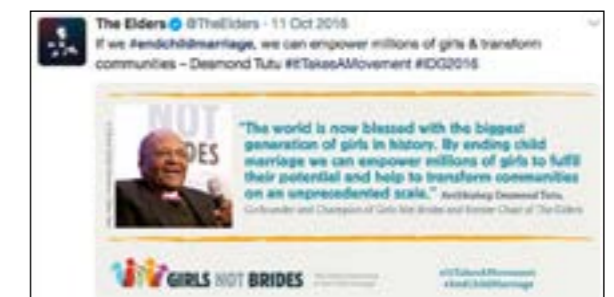 The Elders @TheElders · 11 Oct 2016
If we #endchildmarriage, we can empower millions of girls & transform
communities – Desmond Tutu #ItTakesAMovement #IDG2016
NOT
DES
"The world is now blessed with the biggest
generation of girls in history. By ending child
marriage we can empower millions of girls to fulfil
their potential and help to transform communities
on an unprecedented scale." Archbishop Desmond Tutu,
Co-founder and Champion of Girls Not Brides and former Chair of The Elders
GIRLS NOT BRIDES
#ItTakesAMovement
#EndChildMarriage